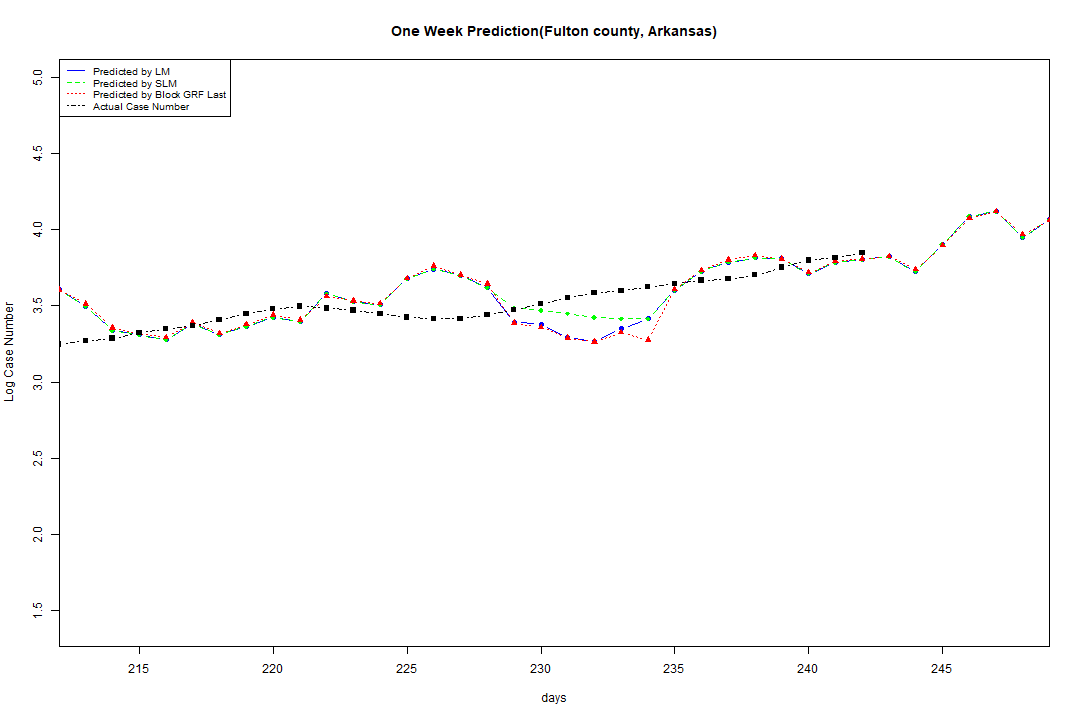 One Week Prediction(Fulton county, Arkansas)
Predicted by LM
Predicted by SLM
Predicted by Block GRF Last
Actual Case Number
5.0
4.5
4.0
3.5
3.0
2.5
2.0
1.5
Log Case Number
215 220 225 230 235 240 245
days